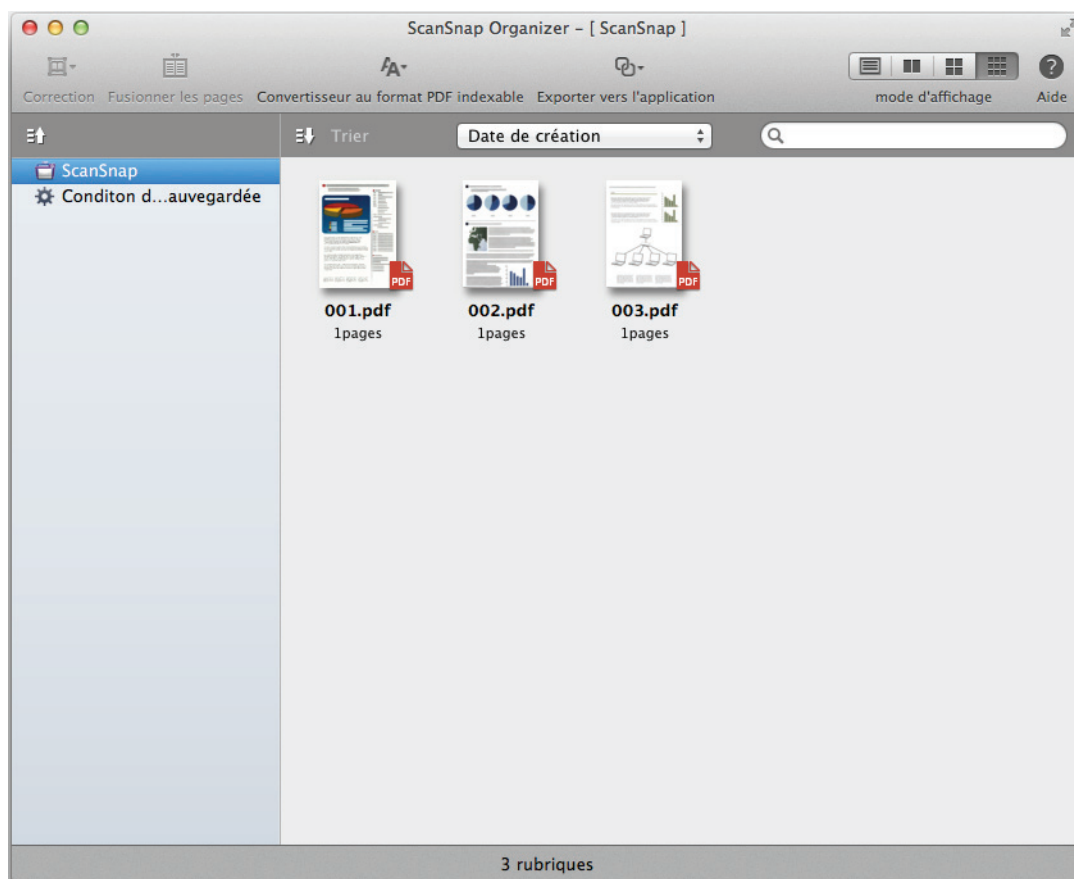 ScanSnap Organizer – [ ScanSnap ]
Correction Fusionner les pages Convertisseur au format PDF indexable Exporter vers l'application mode d'affichage Aide
Trier Date de création
ScanSnap
Conditon d...auvegardée
PDF PDF PDF
001.pdf 002.pdf 003.pdf
1pages 1pages 1pages
3 rubriques